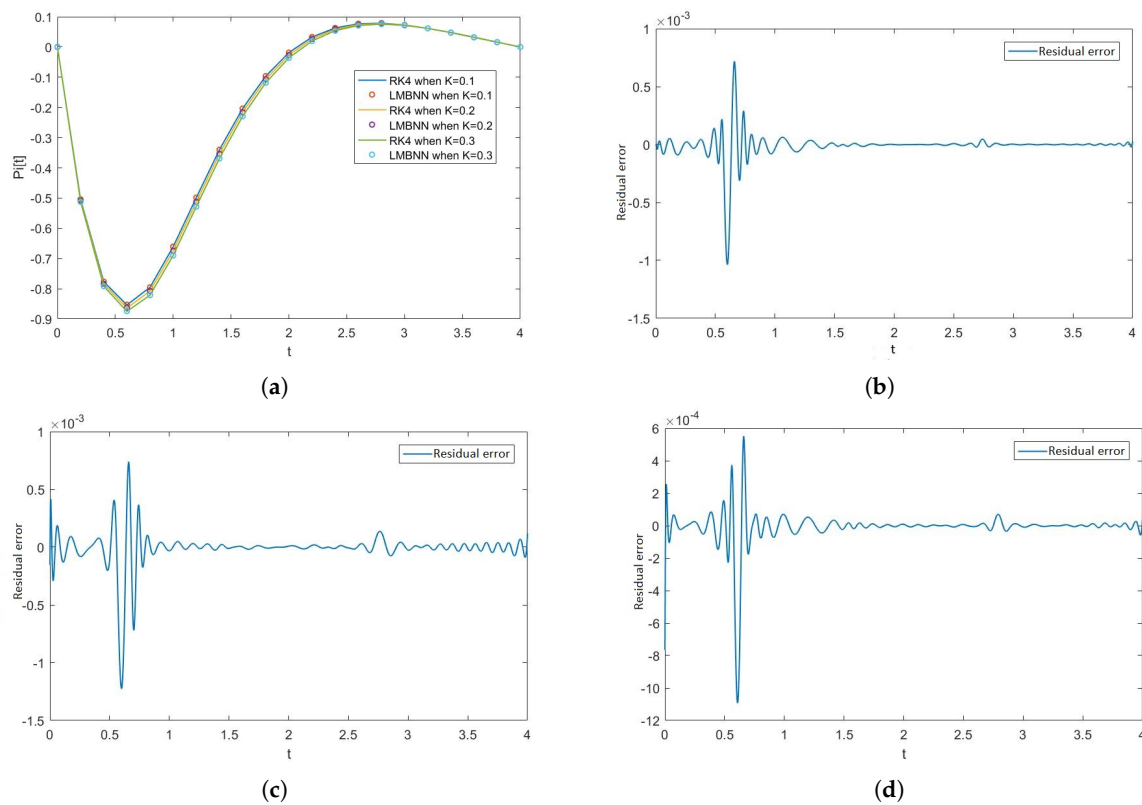 0.1
0
-0.1
-0.2
-0.3
-0.4
-0.5
-0.6
-0.7
-0.8
-0.9
Pi[t]
RK4 when K=0.1
LMBNN when K=0.1
RK4 when K=0.2
LMBNN when K=0.2
RK4 when K=0.3
LMBNN when K=0.3
0 0.5 1 1.5 2 2.5 3 3.5 4
t
(a)
×10-3
1
0.5
0
-0.5
-1
-1.5
Residual error
Residual error
0 0.5 1 1.5 2 2.5 3 3.5 4
t
(b)
×10-3
1
0.5
0
-0.5
-1
-1.5
Residual error
Residual error
0 0.5 1 1.5 2 2.5 3 3.5 4
t
(c)
×10-4
6
4
2
0
-2
-4
-6
-8
-10
-12
Residual error
Residual error
0 0.5 1 1.5 2 2.5 3 3.5 4
t
(d)